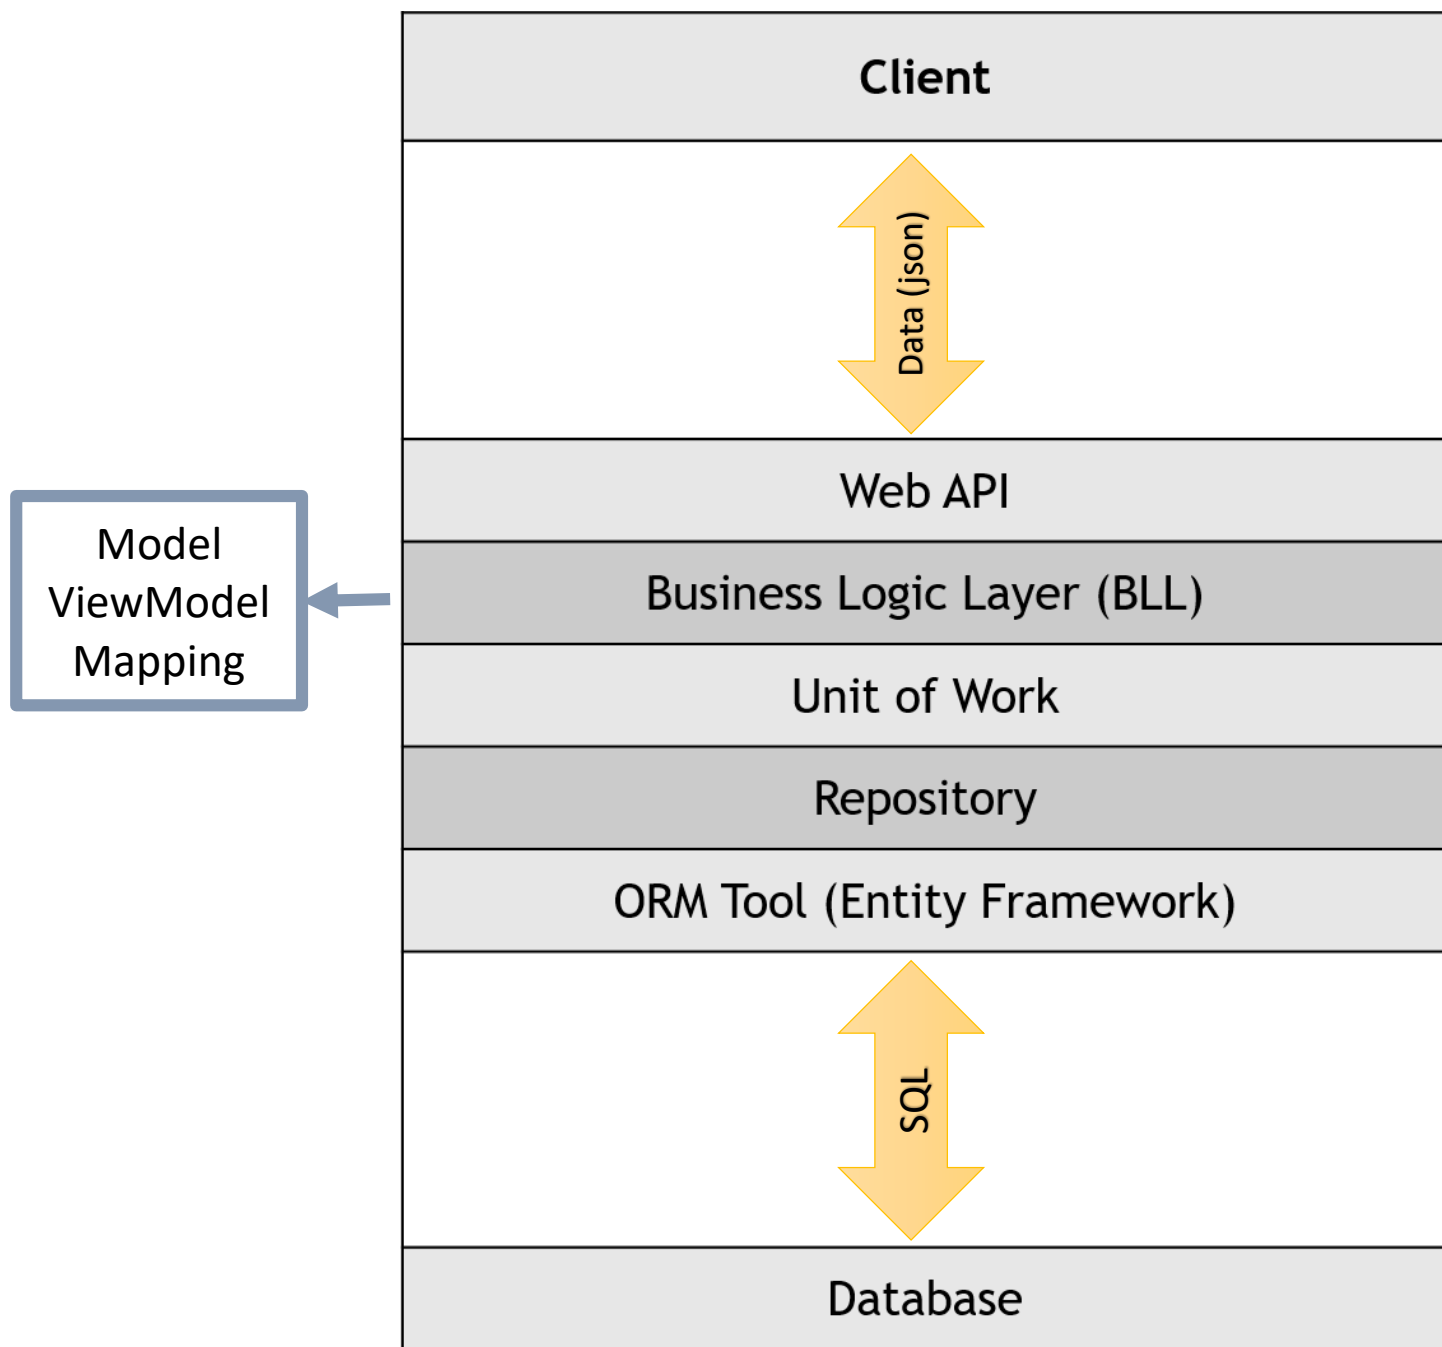 Client
Data (json)
Web API
Model
ViewModel
Mapping
Business Logic Layer (BLL)
Unit of Work
Repository
ORM Tool (Entity Framework)
SQL
Database